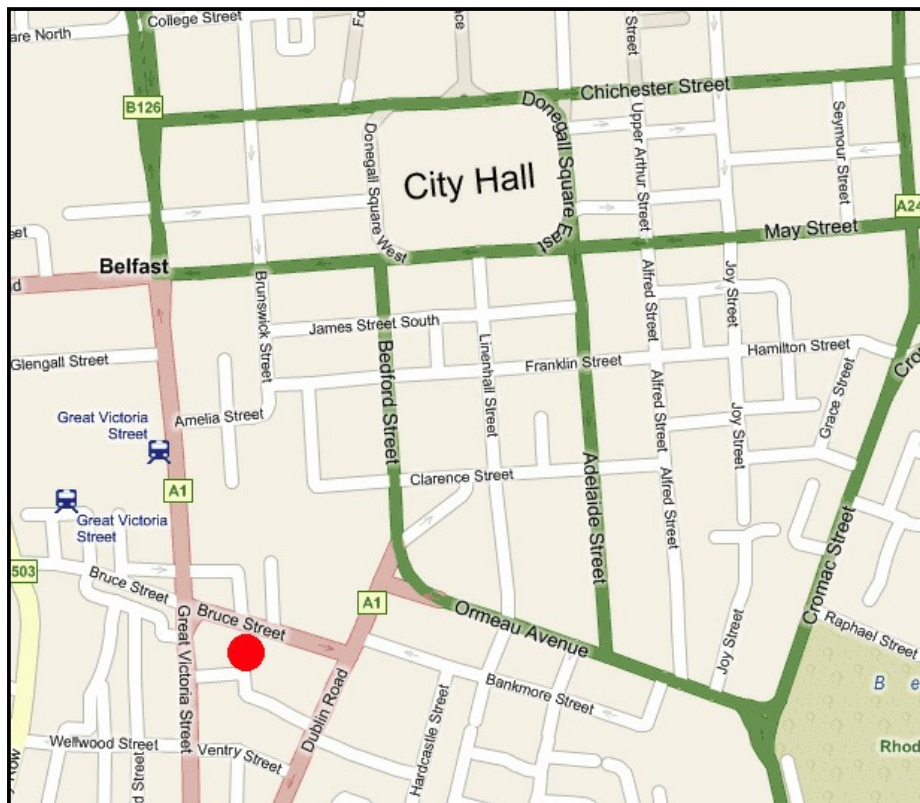 College Street
are North
Street
B126
Chichester Street
Donegall Square East
Upper Arthur Street
Seymour Street
Donegall Square West
City Hall
A24
May Street
Belfast
Brunswick Street
Alfred Street
Joy Street
James Street South
Bedford Street
Linenhall Street
Hamilton Street
Glengall Street
Franklin Street
Grace Street
Alfred Street
Great Victoria
Street
Amelia Street
Joy Street
Clarence Street
Adelaide Street
Alfred Street
A1
Great Victoria
Street
Cromac Street
503
Bruce Street
A1
Bruce Street
Ormeau Avenue
Great Victoria Street
Joy Street
Raphael Street
Dublin Road
Bankmore Street
Hardcastle Street
B e
Wellwood Street
Ventry Street
Rhod